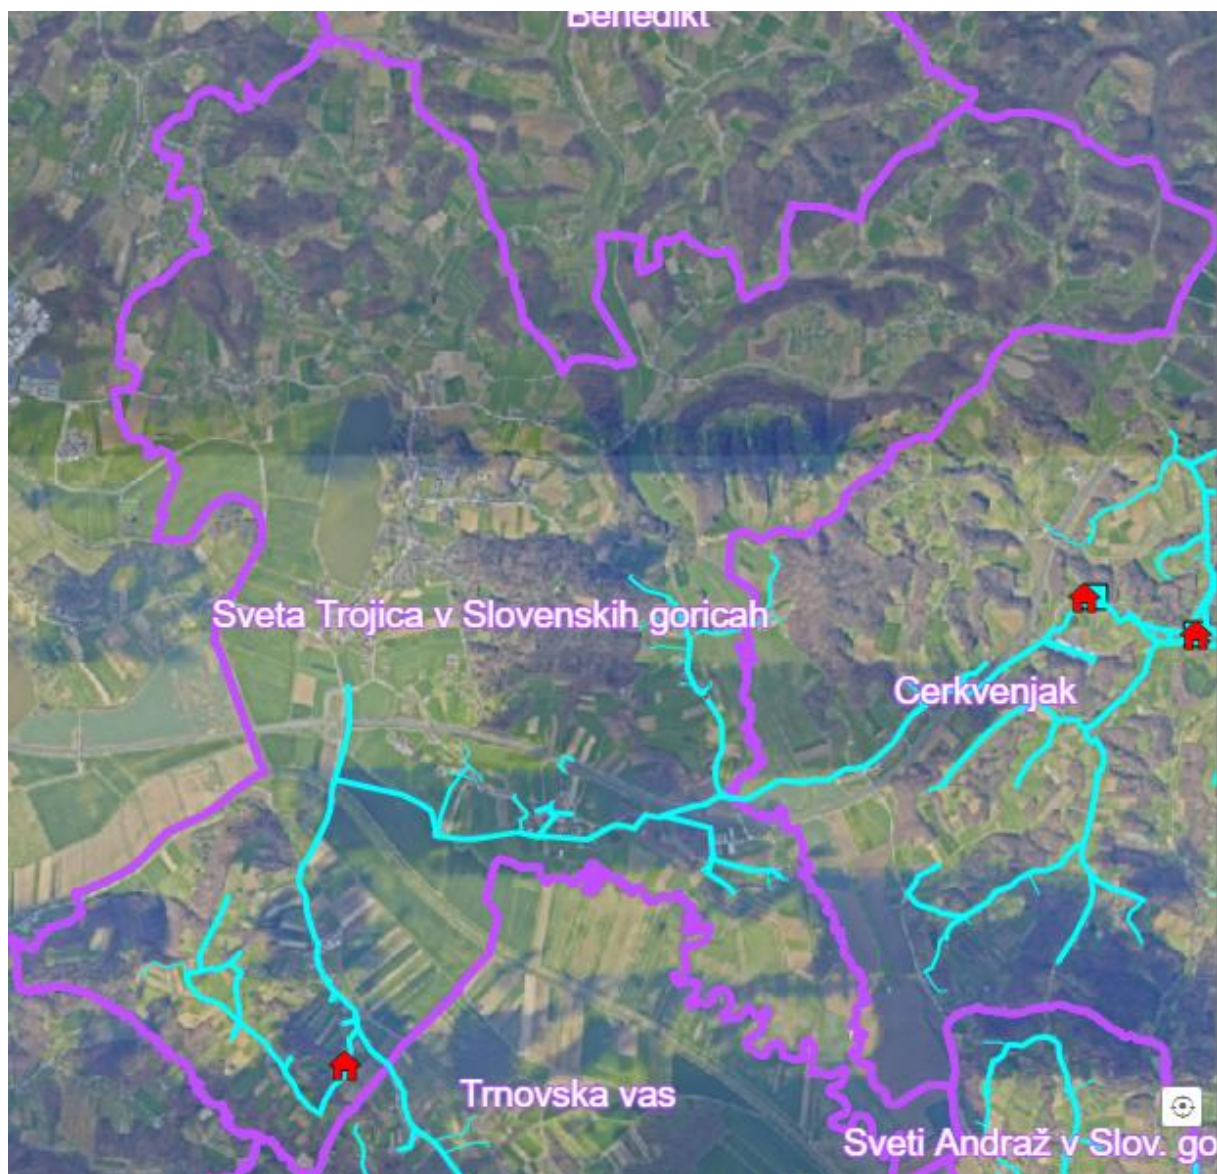 Benedikt
Sveta Trojica v Slovenskih goricah
Cerkvenjak
Trnovska vas
Sveti Andraž v Slov. go